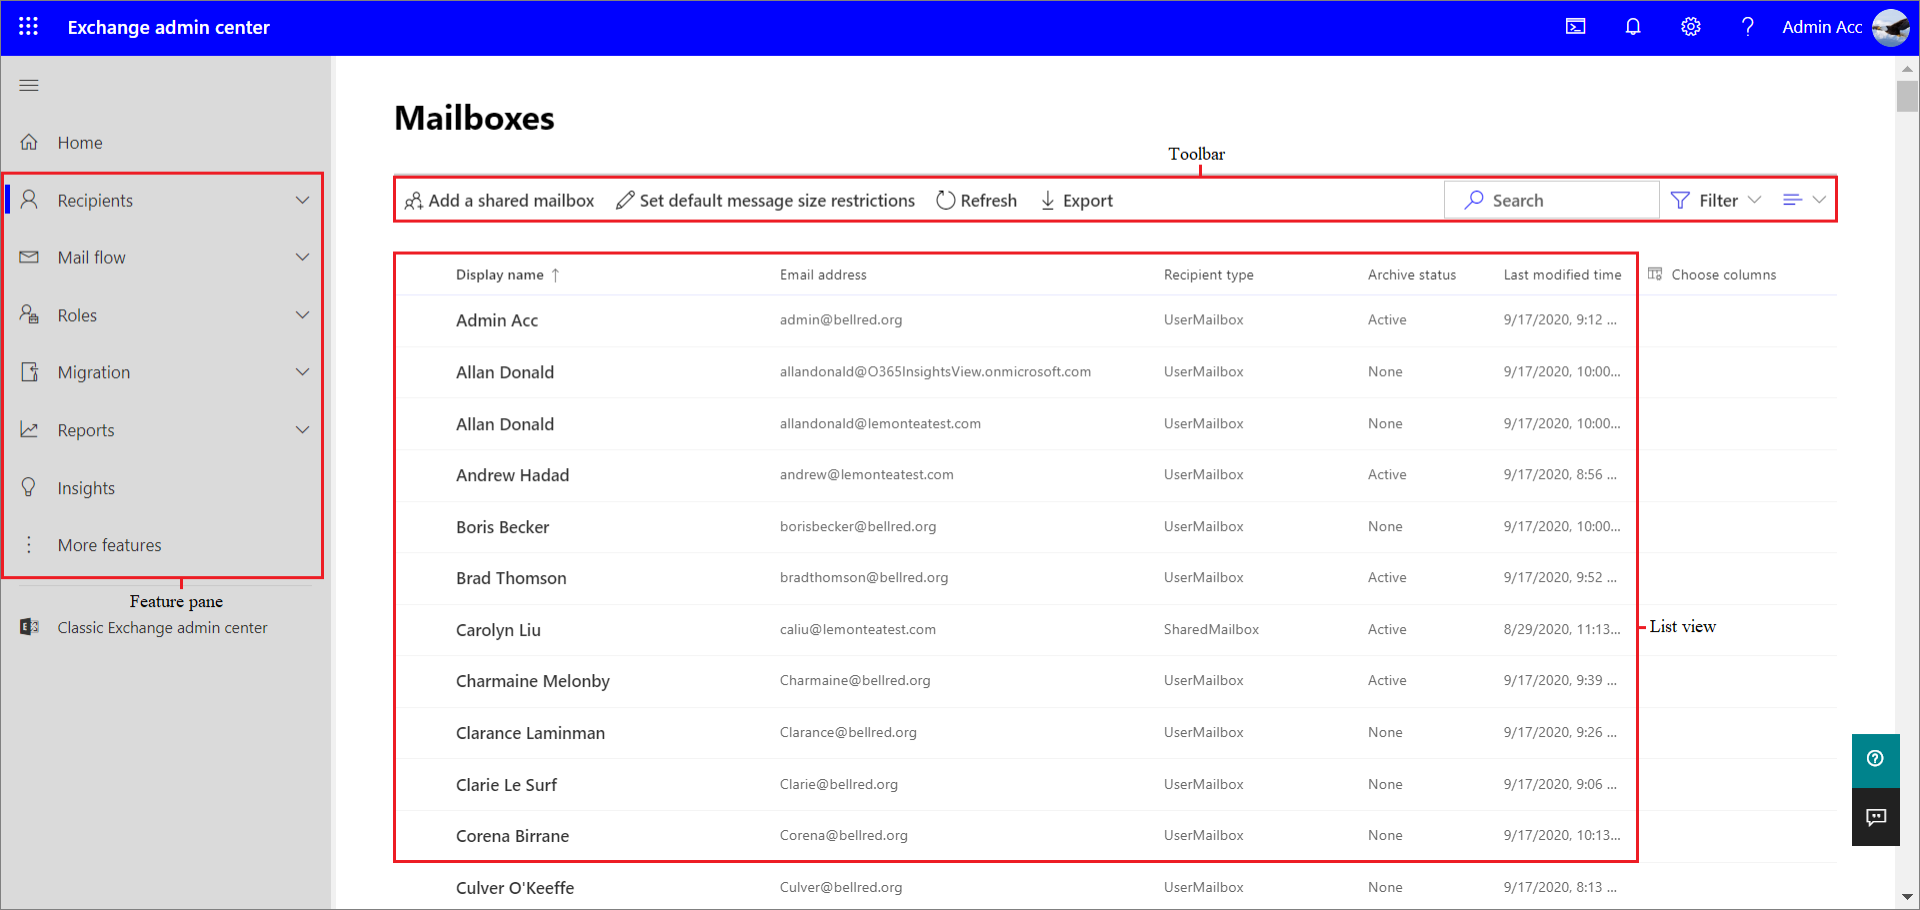 Exchange admin center
Admin Acc
Home
Recipients
Mail flow
Roles
Migration
Reports
Insights
More features
Feature pane
Classic Exchange admin center
Mailboxes
Toolbar
Add a shared mailbox Set default message size restrictions Refresh Export Search Filter
Display name ↑ Email address Recipient type Archive status Last modified time Choose columns
Admin Acc admin@bellred.org UserMailbox Active 9/17/2020, 9:12 ...
Allan Donald allandonald@O365InsightsView.onmicrosoft.com UserMailbox None 9/17/2020, 10:00...
Allan Donald allandonald@lemonteatest.com UserMailbox None 9/17/2020, 10:00...
Andrew Hadad andrew@lemonteatest.com UserMailbox Active 9/17/2020, 8:56 ...
Boris Becker borisbecker@bellred.org UserMailbox None 9/17/2020, 10:00...
Brad Thomson bradthomson@bellred.org UserMailbox Active 9/17/2020, 9:52 ...
Carolyn Liu caliu@lemonteatest.com SharedMailbox Active 8/29/2020, 11:13...
List view
Charmaine Melonby Charmaine@bellred.org UserMailbox Active 9/17/2020, 9:39 ...
Clarance Laminman Clarance@bellred.org UserMailbox None 9/17/2020, 9:26 ...
Clarie Le Surf Clarie@bellred.org UserMailbox None 9/17/2020, 9:06 ...
Corena Birrane Corena@bellred.org UserMailbox None 9/17/2020, 10:13...
Culver O'Keeffe Culver@bellred.org UserMailbox None 9/17/2020, 8:13 ...